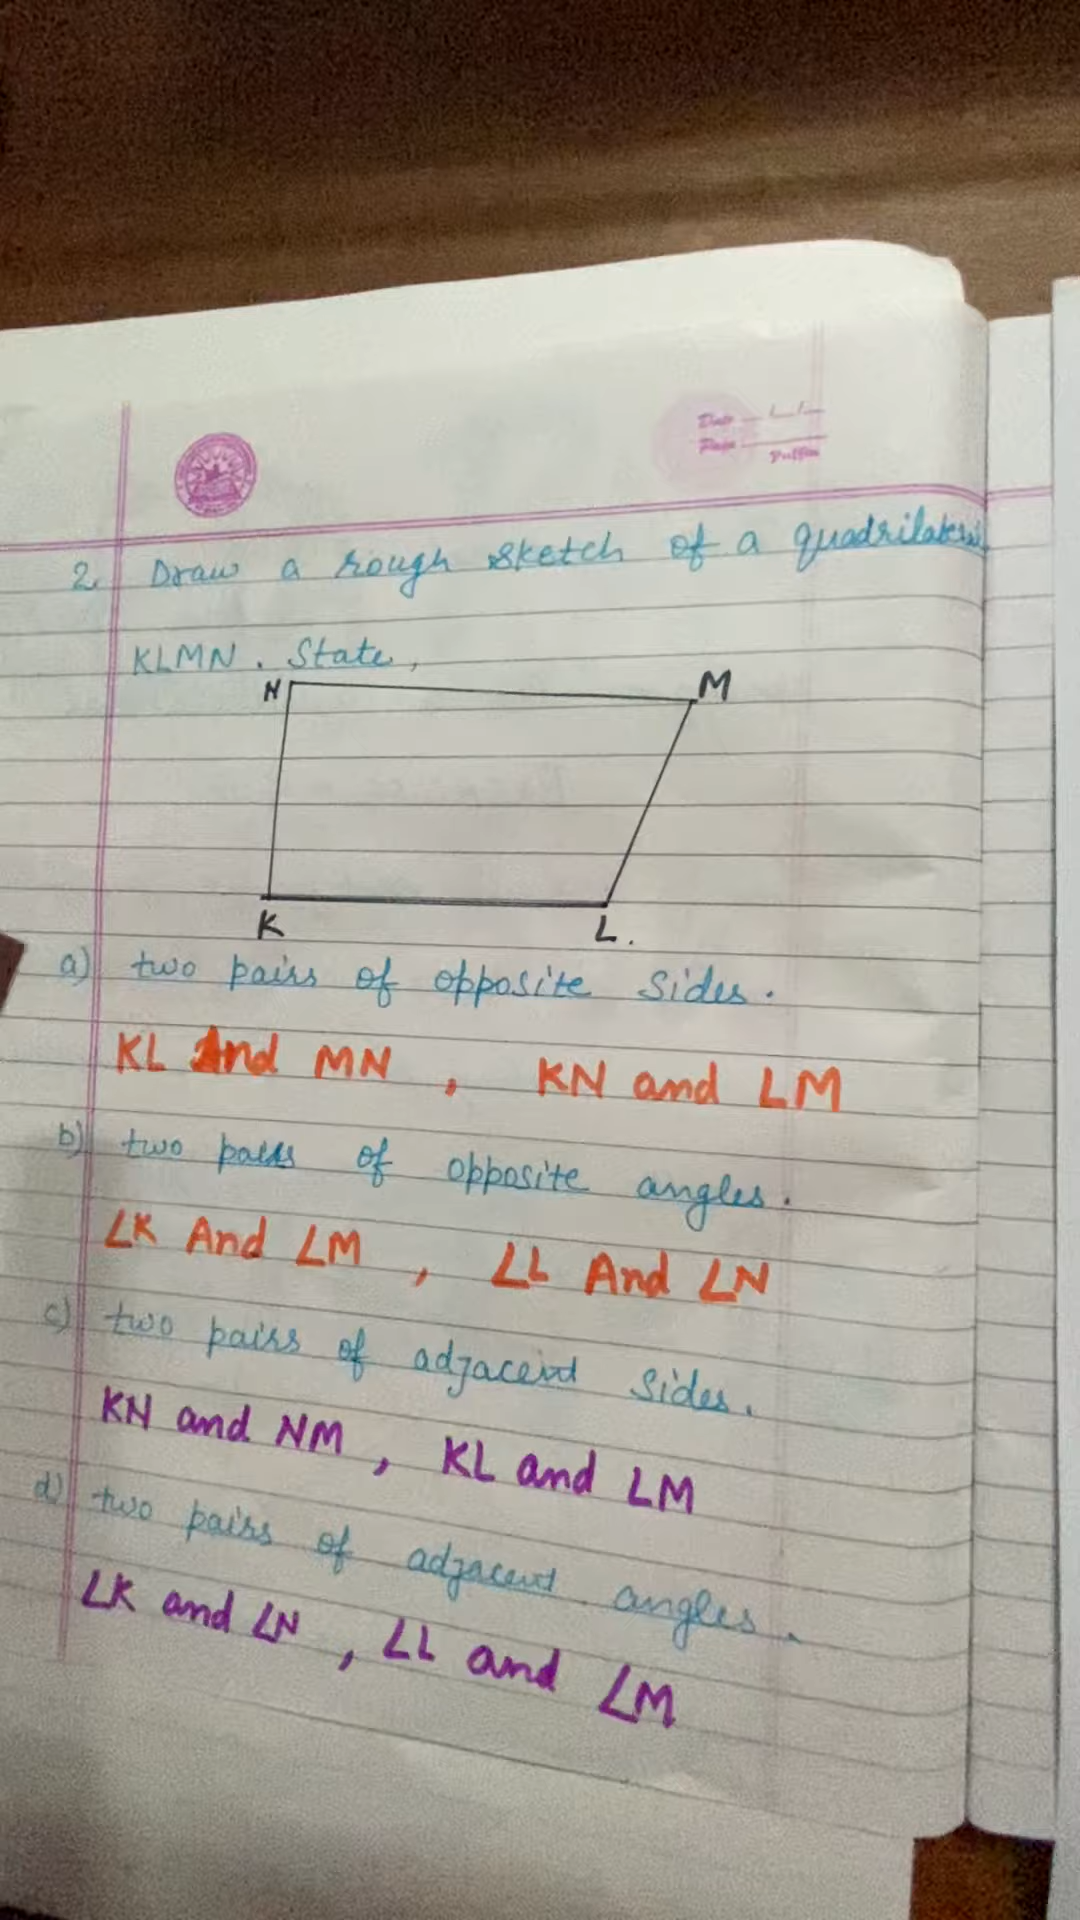 Date
Page
2. Draw a rough sketch of a quadrilateral
KLMN. State,
N M
K L.
a) two pairs of opposite sides.
KL And MN , KN and LM
b) two pairs of opposite angles.
∠K And ∠M , ∠L And ∠N
c) two pairs of adjacent sides.
KN and NM , KL and LM
d) two pairs of adjacent angles.
∠K and ∠N , ∠L and ∠M